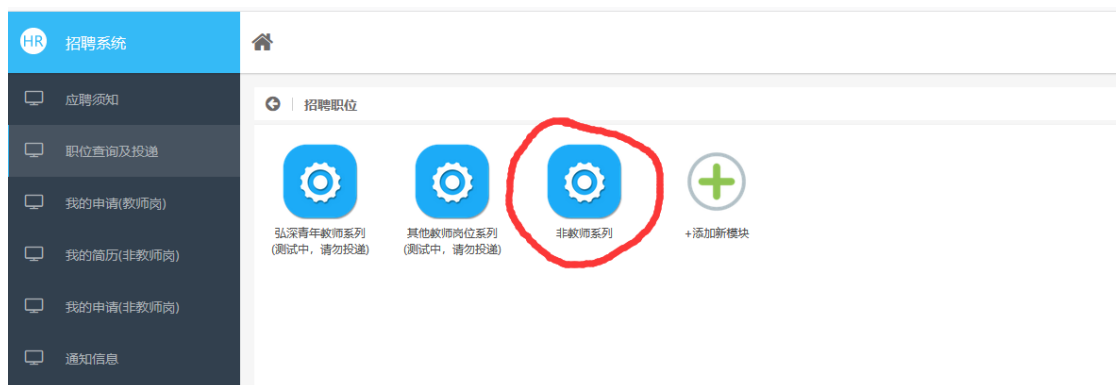 HR 招聘系统
应聘须知
职位查询及投递
我的申请(教师岗)
我的简历(非教师岗)
我的申请(非教师岗)
通知信息
招聘职位
弘深青年教师系列
(测试中，请勿投递)
其他教师岗位系列
(测试中，请勿投递)
非教师系列
+添加新模块